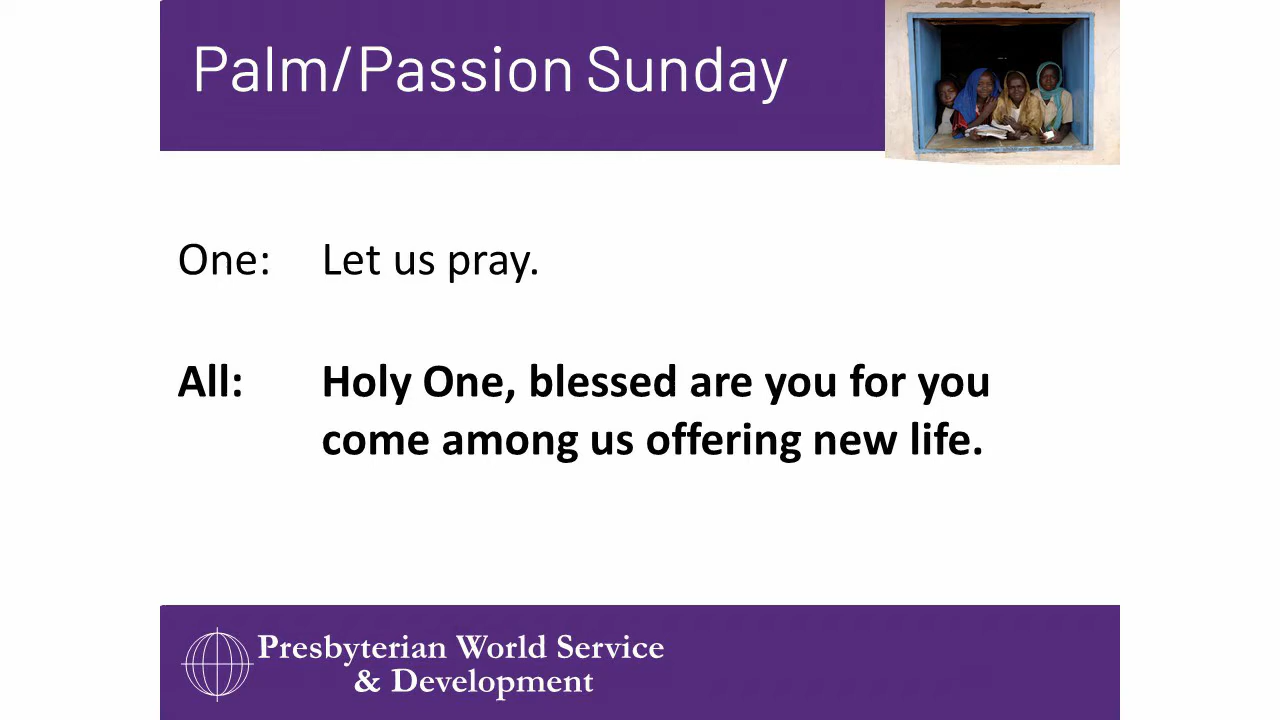 Palm/Passion Sunday
One: Let us pray.
All: Holy One, blessed are you for you
come among us offering new life.
Presbyterian World Service
& Development